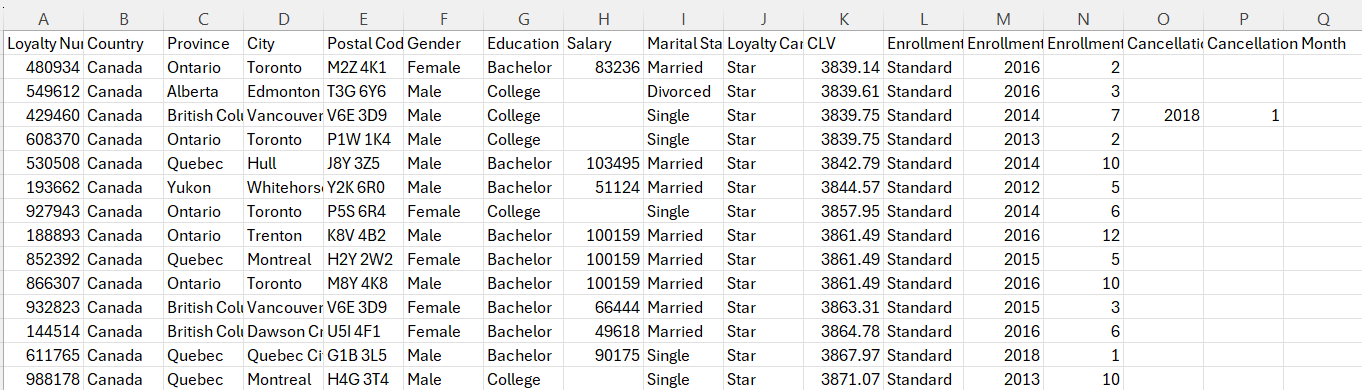 A B C D E F G H I J K L M N O P Q
Loyalty Nu Country Province City Postal Cod Gender Education Salary Marital Sta Loyalty Car CLV Enrollment Enrollment Enrollment Cancellatio Cancellation Month
480934 Canada Ontario Toronto M2Z 4K1 Female Bachelor 83236 Married Star 3839.14 Standard 2016 2
549612 Canada Alberta Edmonton T3G 6Y6 Male College Divorced Star 3839.61 Standard 2016 3
429460 Canada British Colu Vancouver V6E 3D9 Male College Single Star 3839.75 Standard 2014 7 2018 1
608370 Canada Ontario Toronto P1W 1K4 Male College Single Star 3839.75 Standard 2013 2
530508 Canada Quebec Hull J8Y 3Z5 Male Bachelor 103495 Married Star 3842.79 Standard 2014 10
193662 Canada Yukon Whitehorse Y2K 6R0 Male Bachelor 51124 Married Star 3844.57 Standard 2012 5
927943 Canada Ontario Toronto P5S 6R4 Female College Single Star 3857.95 Standard 2014 6
188893 Canada Ontario Trenton K8V 4B2 Male Bachelor 100159 Married Star 3861.49 Standard 2016 12
852392 Canada Quebec Montreal H2Y 2W2 Female Bachelor 100159 Married Star 3861.49 Standard 2015 5
866307 Canada Ontario Toronto M8Y 4K8 Male Bachelor 100159 Married Star 3861.49 Standard 2016 10
932823 Canada British Colu Vancouver V6E 3D9 Female Bachelor 66444 Married Star 3863.31 Standard 2015 3
144514 Canada British Colu Dawson Cr U5I 4F1 Female Bachelor 49618 Married Star 3864.78 Standard 2016 6
611765 Canada Quebec Quebec Ci G1B 3L5 Male Bachelor 90175 Single Star 3867.97 Standard 2018 1
988178 Canada Quebec Montreal H4G 3T4 Male College Single Star 3871.07 Standard 2013 10